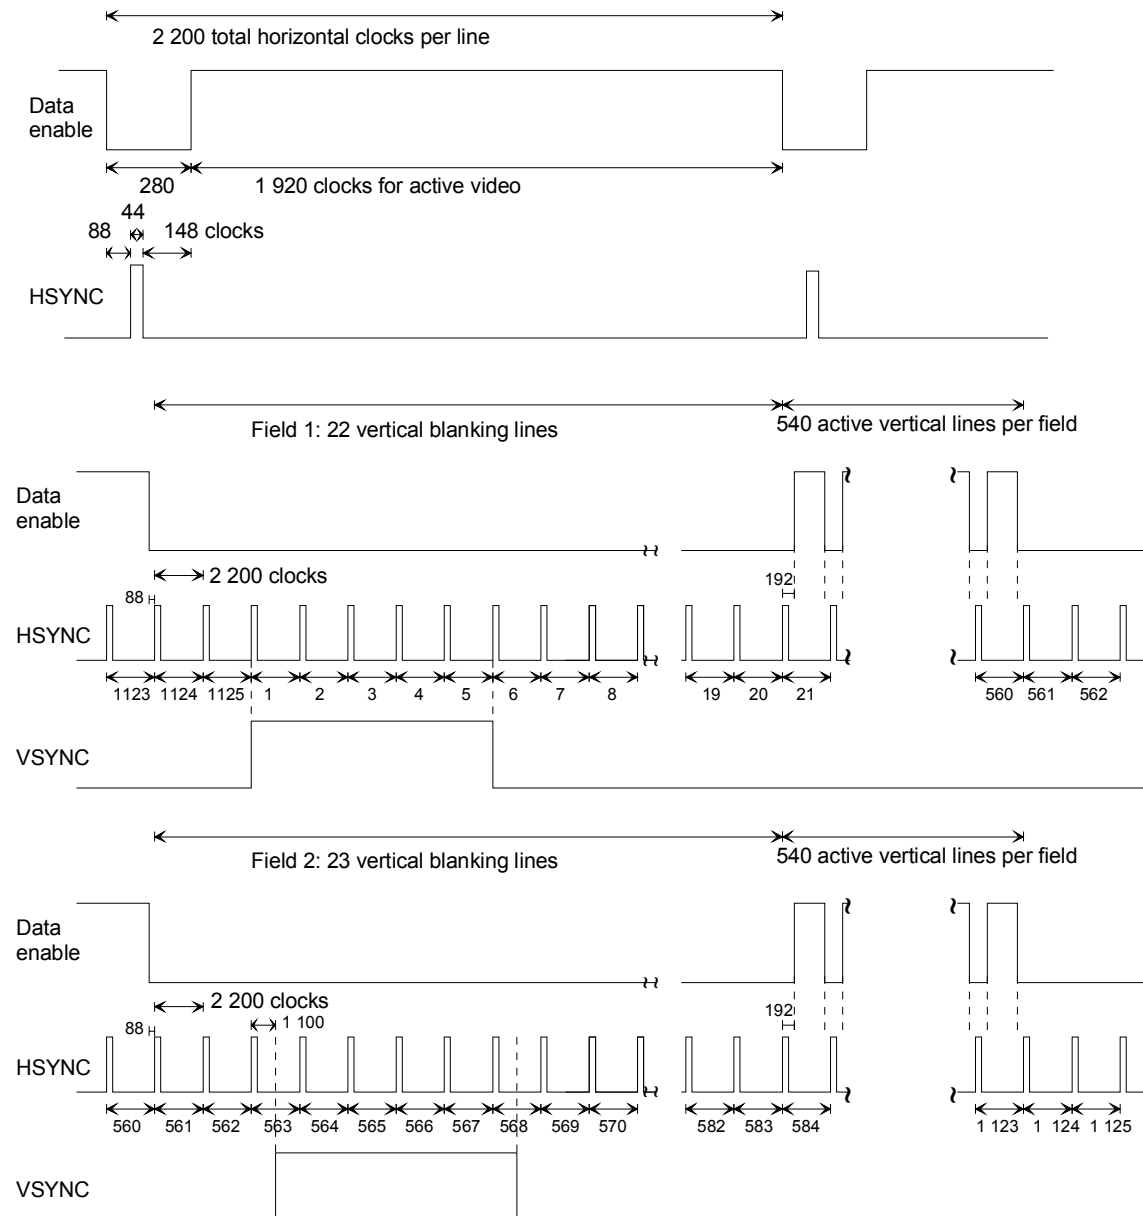 2 200 total horizontal clocks per line
Data
enable
280
1 920 clocks for active video
44
88
148 clocks
HSYNC
Field 1: 22 vertical blanking lines
540 active vertical lines per field
Data
enable
2 200 clocks
88
192
HSYNC
1123 1124 1125 1 2 3 4 5 6 7 8 19 20 21 560 561 562
VSYNC
Field 2: 23 vertical blanking lines
540 active vertical lines per field
Data
enable
2 200 clocks
88
1 100
192
HSYNC
560 561 562 563 564 565 566 567 568 569 570 582 583 584 1 123 1 124 1 125
VSYNC